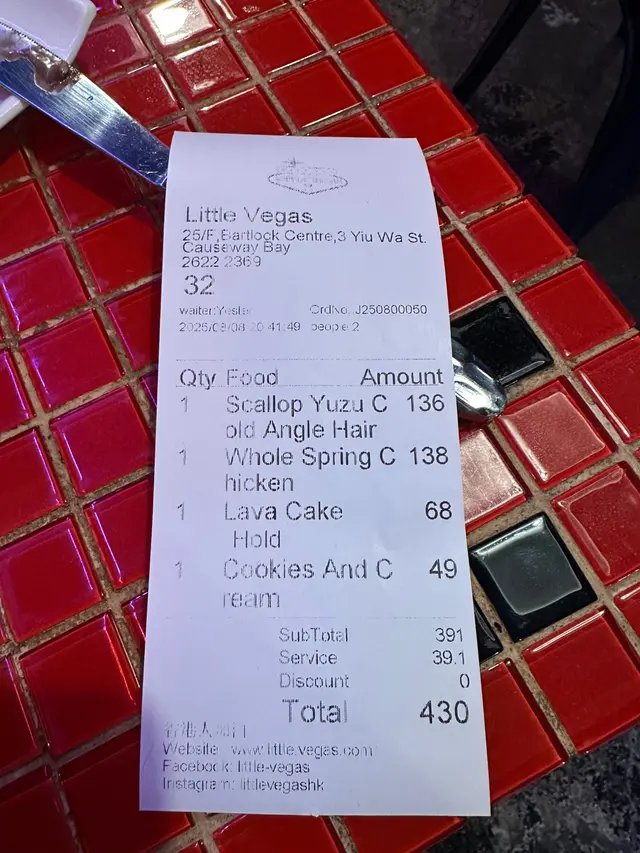 Little Vegas
25/F,Bartlock Centre,3 Yiu Wa St.
Causeway Bay
2622 2369
32
waiter:Yeste OrdNo.:J250800050
2025/08/08 20:41:49 people:2
Qty Food Amount
1 Scallop Yuzu C 136
old Angle Hair
1 Whole Spring C 138
hicken
1 Lava Cake 68
Hold
1 Cookies And C 49
ream
SubTotal 391
Service 39.1
Discount 0
Total 430
Website: www.little.vegas.com
Facebook: little-vegas
Instagram: littlevegashk